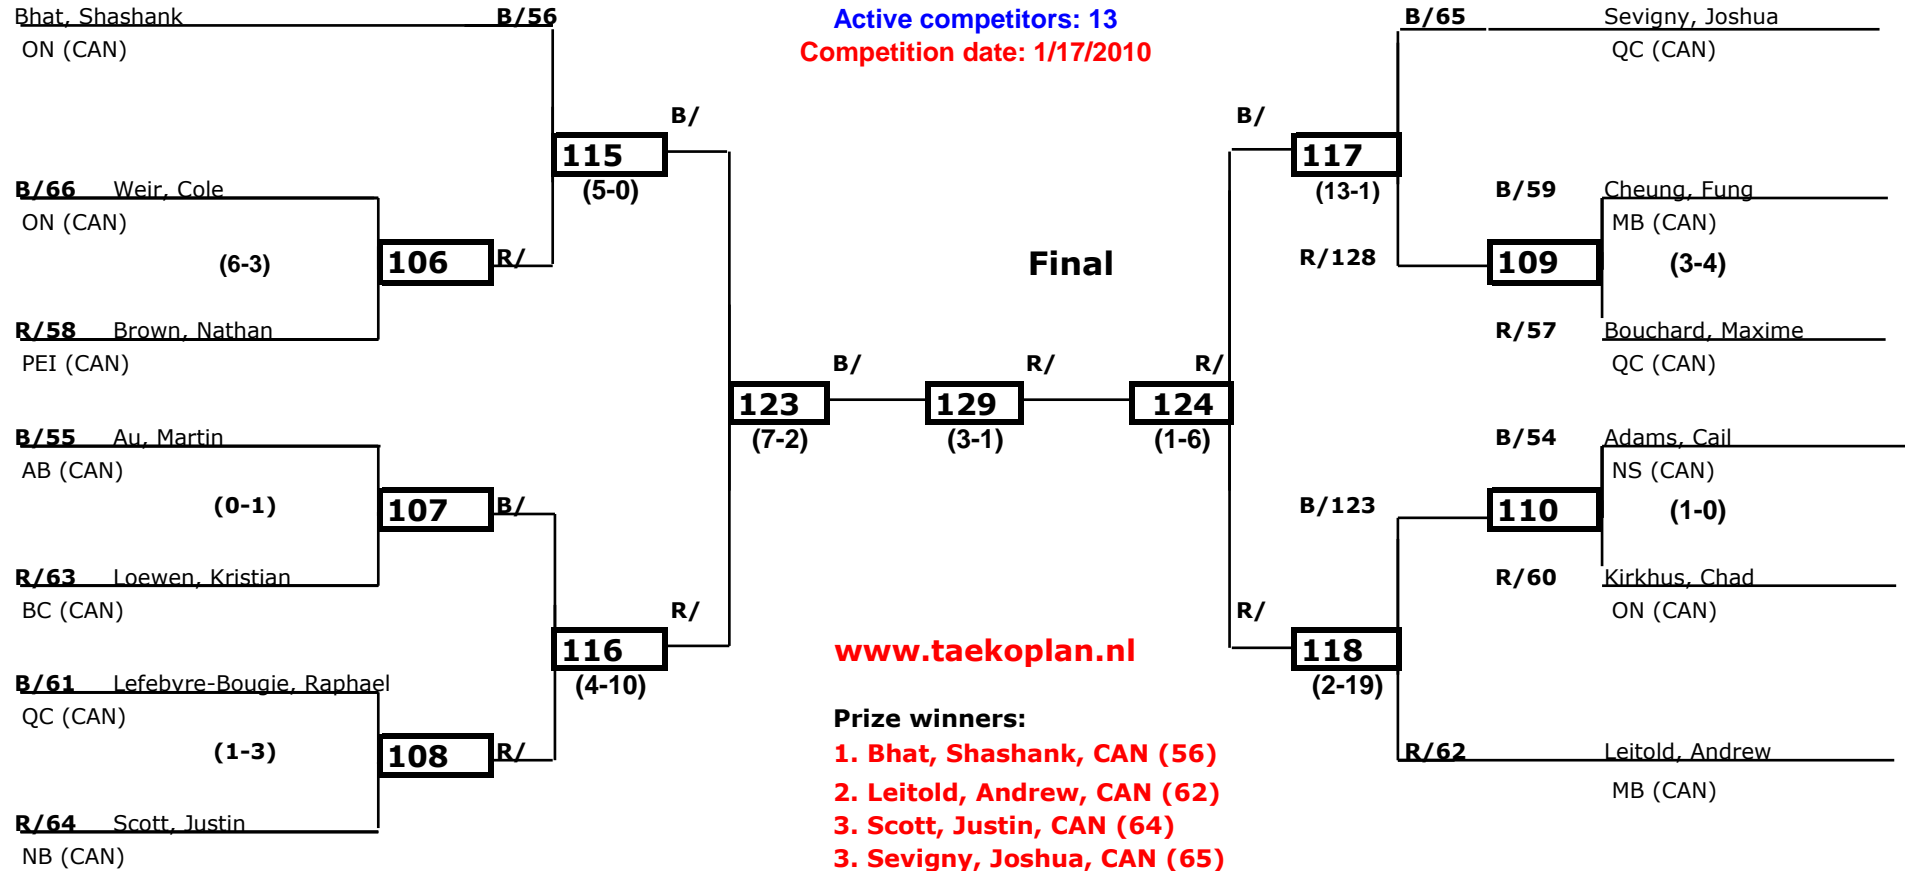 Bhat, Shashank B/56
ON (CAN)
Active competitors: 13
Competition date: 1/17/2010
B/65 Sevigny, Joshua
QC (CAN)
B/
115
(5-0)
B/
117
(13-1)
B/66 Weir, Cole
ON (CAN)
(6-3)
106 R/
R/58 Brown, Nathan
PEI (CAN)
Final
B/59 Cheung, Fung
MB (CAN)
R/128 109 (3-4)
R/57 Bouchard, Maxime
QC (CAN)
B/ R/ R/
123 129 124
(7-2) (3-1) (1-6)
B/55 Au, Martin
AB (CAN)
(0-1)
107 B/
R/63 Loewen, Kristian
BC (CAN)
B/54 Adams, Cail
NS (CAN)
B/123 110 (1-0)
R/60 Kirkhus, Chad
ON (CAN)
R/
116
(4-10)
R/
118
(2-19)
B/61 Lefebvre-Bougie, Raphael
QC (CAN)
(1-3)
108 R/
R/64 Scott, Justin
NB (CAN)
R/62 Leitold, Andrew
MB (CAN)
www.taekoplan.nl
Prize winners:
1. Bhat, Shashank, CAN (56)
2. Leitold, Andrew, CAN (62)
3. Scott, Justin, CAN (64)
3. Sevigny, Joshua, CAN (65)